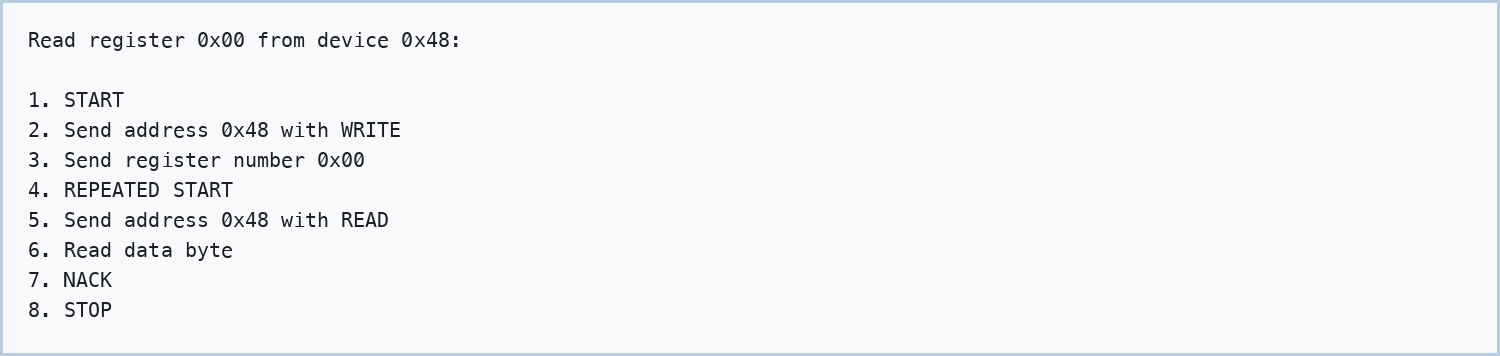 Read register 0x00 from device 0x48:
1. START
2. Send address 0x48 with WRITE
3. Send register number 0x00
4. REPEATED START
5. Send address 0x48 with READ
6. Read data byte
7. NACK
8. STOP